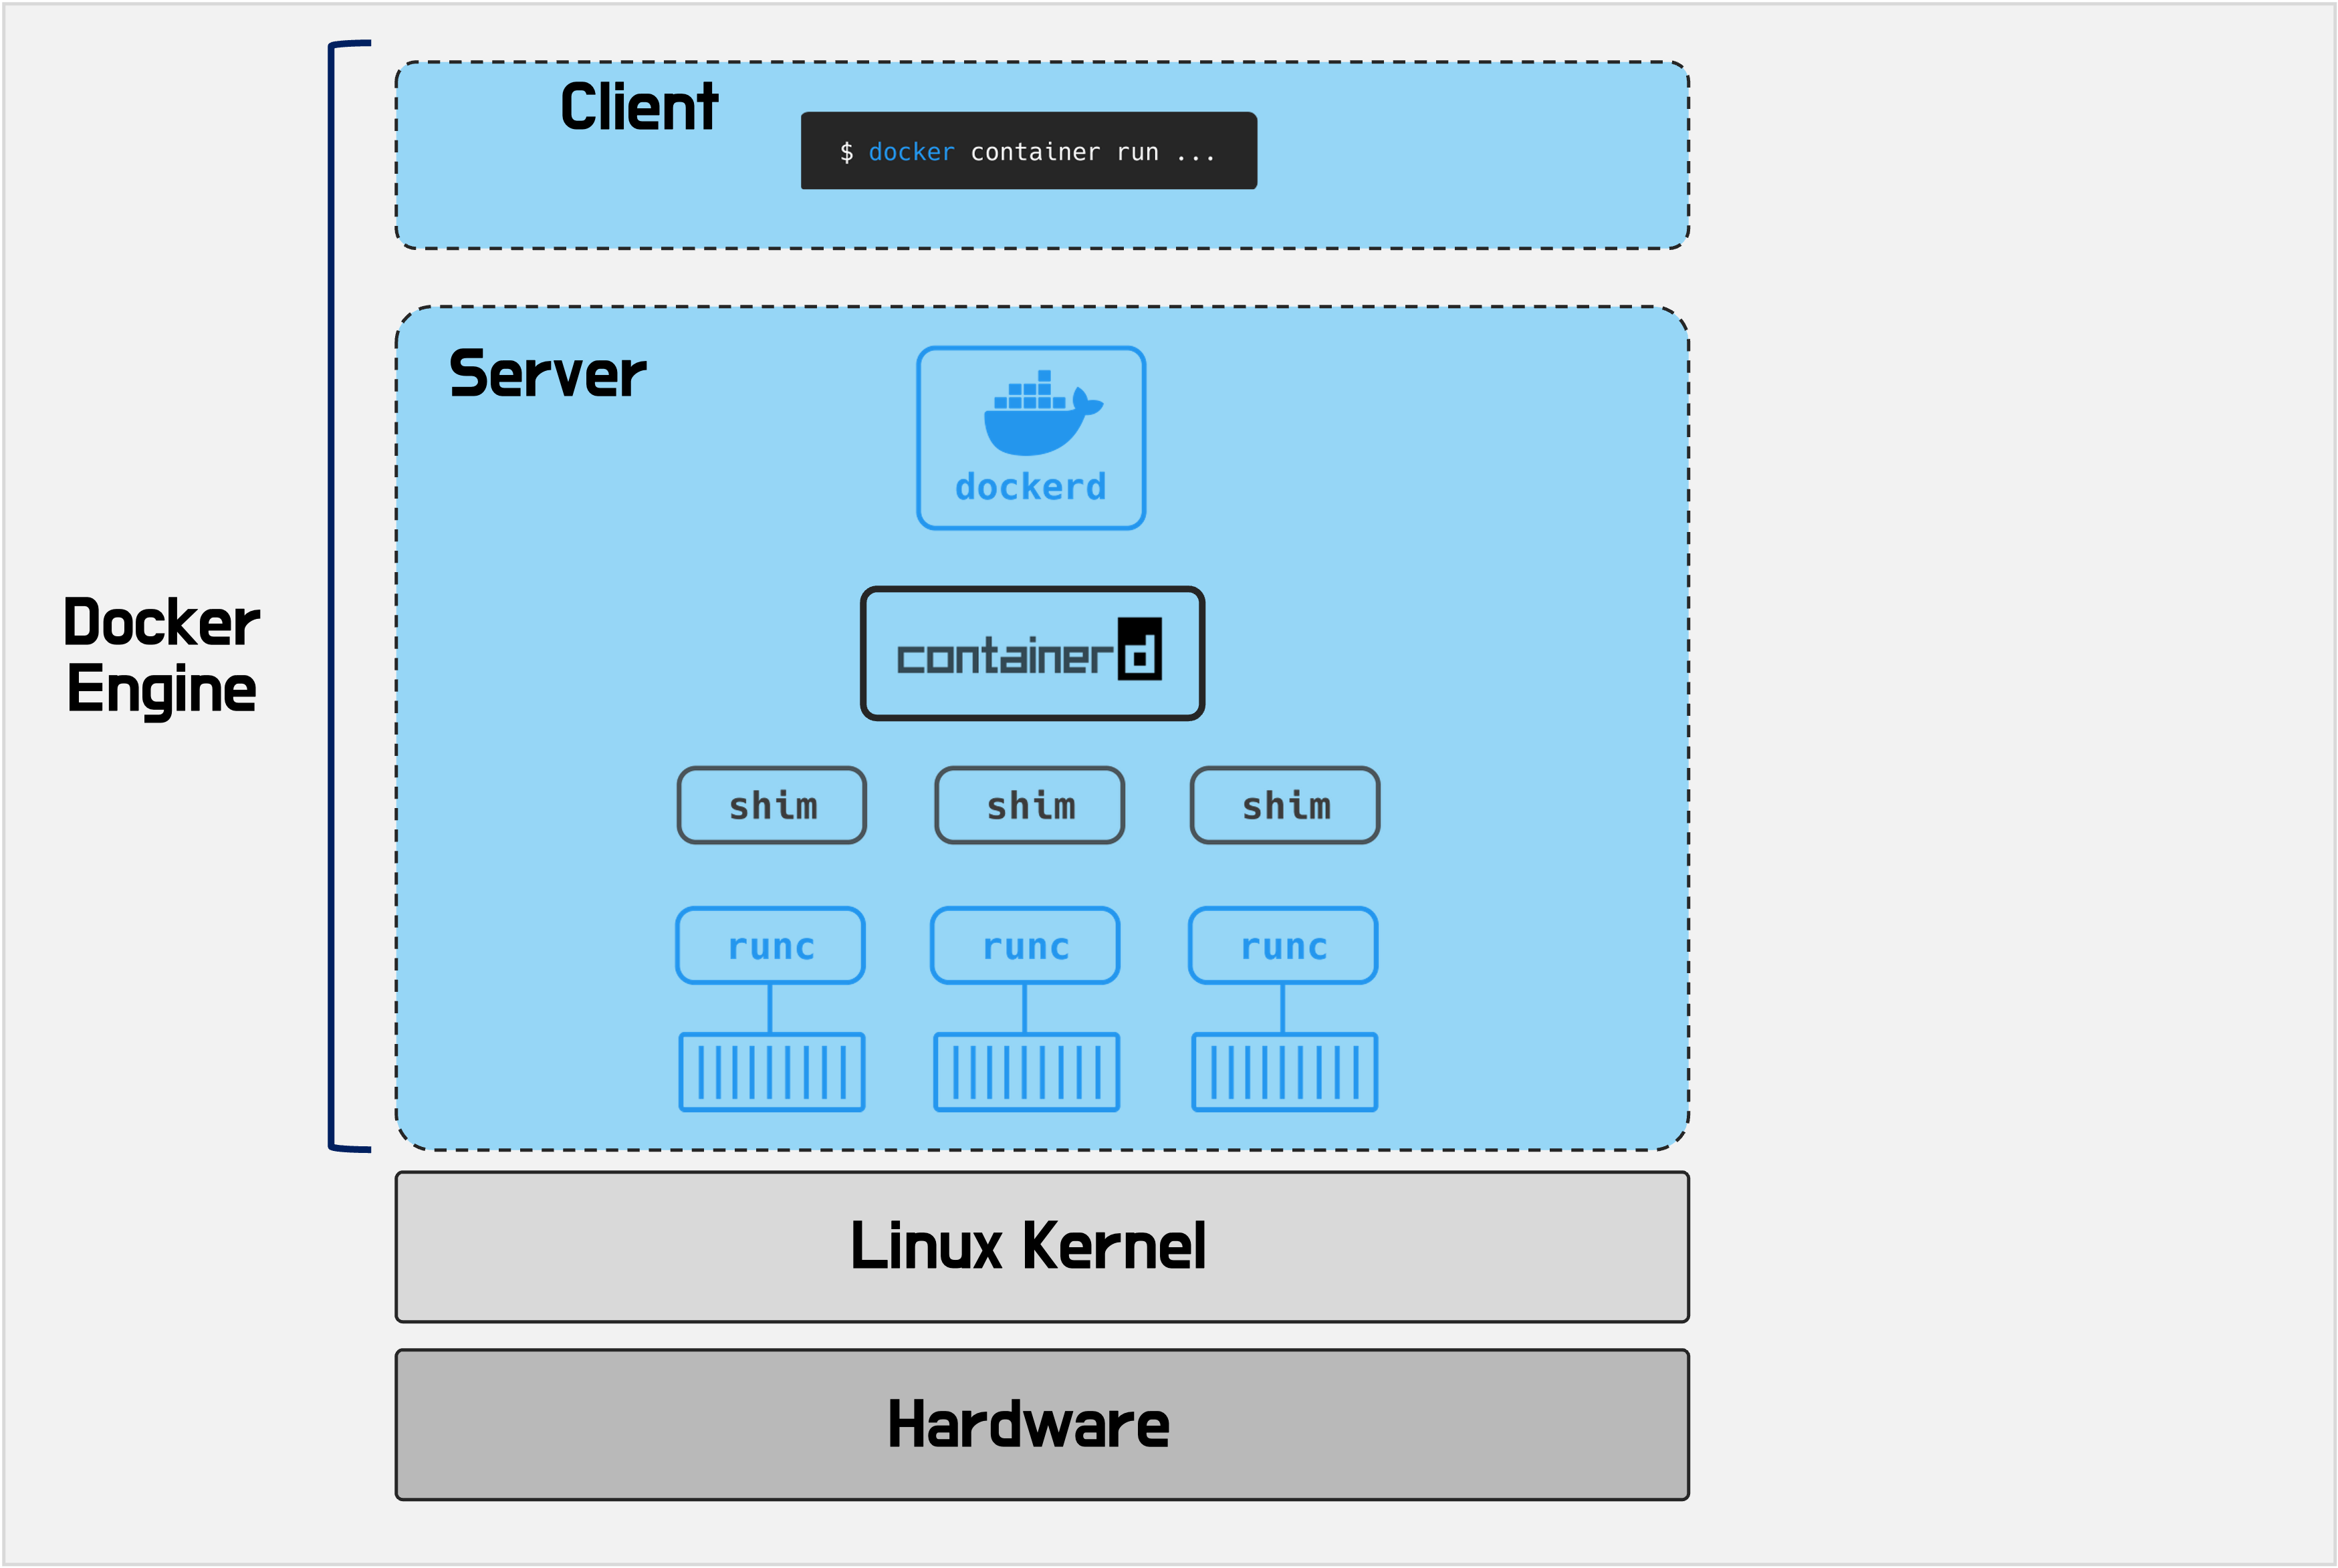 Client
$ docker container run ...
Server
dockerd
Docker
Engine
containerd
shim
shim
shim
runc
runc
runc
Linux Kernel
Hardware